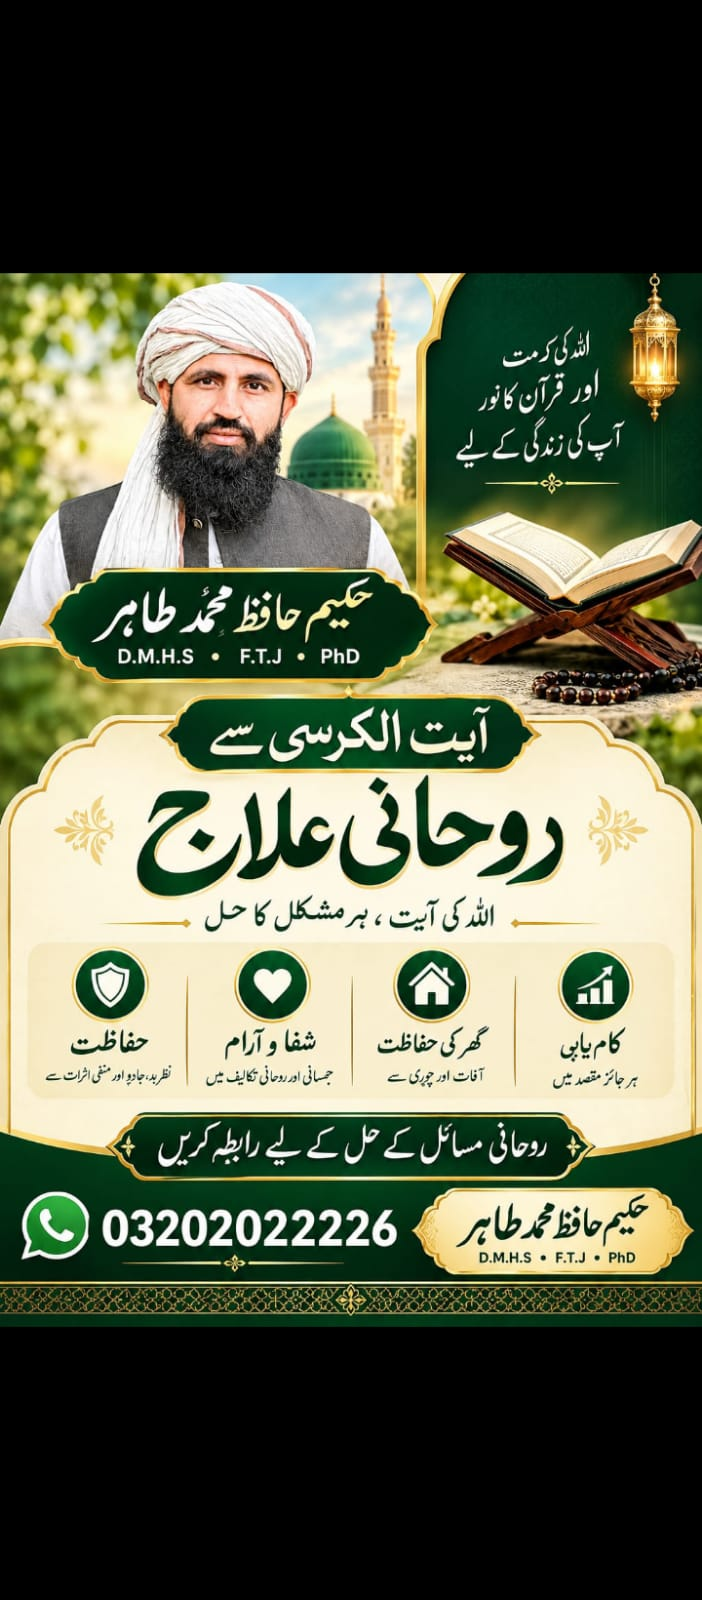 اللہ کی کرمت
اور قرآن کا نور
آپ کی زندگی کے لیے
حکیم حافظ محمد طاہر
D.M.H.S • F.T.J • PhD
آیت الکرسی سے
روحانی علاج
اللہ کی آیت ، ہر مشکل کا حل
کامیابی
ہر جائز مقصد میں
گھر کی حفاظت
آفات اور چوری سے
شفا و آرام
جسمانی اور روحانی تکالیف میں
حفاظت
نظر بد، جادو اور منفی اثرات سے
روحانی مسائل کے حل کے لیے رابطہ کریں
03202022226
حکیم حافظ محمد طاہر
D.M.H.S • F.T.J • PhD